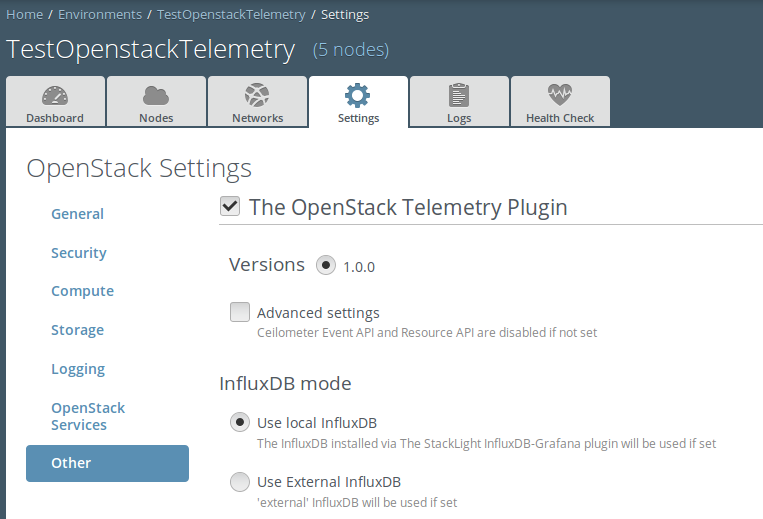 Home / Environments / TestOpenstackTelemetry / Settings
TestOpenstackTelemetry (5 nodes)
Dashboard Nodes Networks Settings Logs Health Check
OpenStack Settings
General
Security
Compute
Storage
Logging
OpenStack
Services
Other
The OpenStack Telemetry Plugin
Versions 1.0.0
Advanced settings
Ceilometer Event API and Resource API are disabled if not set
InfluxDB mode
Use local InfluxDB
The InfluxDB installed via The StackLight InfluxDB-Grafana plugin will be used if set
Use External InfluxDB
'external' InfluxDB will be used if set